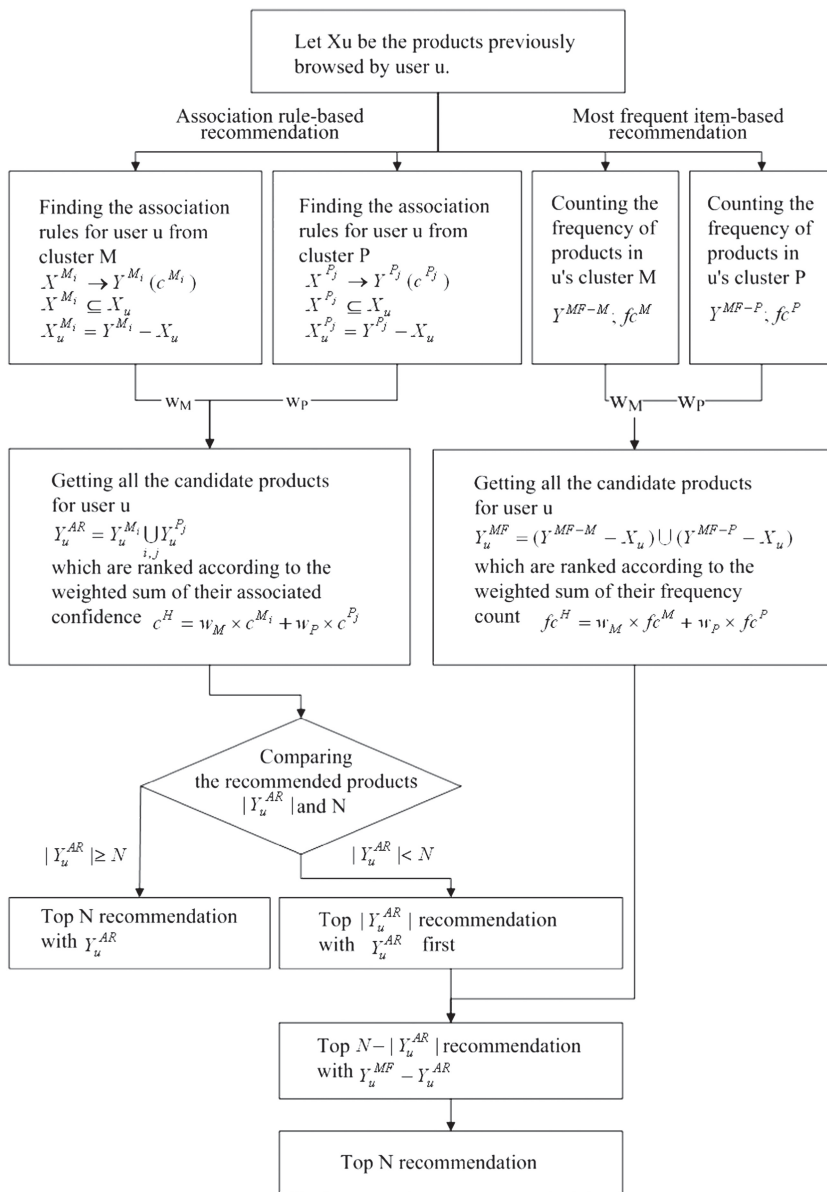 Let Xu be the products previously
browsed by user u.
Association rule-based
recommendation
Most frequent item-based
recommendation
Finding the association
rules for user u from
cluster M
X^{M_i} → Y^{M_i} (c^{M_i})
X^{M_i} ⊆ X_u
X_u^{M_i} = Y^{M_i} − X_u
Finding the association
rules for user u from
cluster P
X^{P_j} → Y^{P_j} (c^{P_j})
X^{P_j} ⊆ X_u
X_u^{P_j} = Y^{P_j} − X_u
Counting the
frequency of
products in
u's cluster M
Y^{MF−M}; fc^M
Counting the
frequency of
products in
u's cluster P
Y^{MF−P}; fc^P
w_M
w_P
w_M
w_P
Getting all the candidate products
for user u
Y_u^{AR} = Y_u^{M_i} ⋃_{i,j} Y_u^{P_j}
which are ranked according to the
weighted sum of their associated
confidence c^H = w_M × c^{M_i} + w_P × c^{P_j}
Getting all the candidate products
for user u
Y_u^{MF} = (Y^{MF−M} − X_u) ∪ (Y^{MF−P} − X_u)
which are ranked according to the
weighted sum of their frequency
count fc^H = w_M × fc^M + w_P × fc^P
Comparing
the recommended products
|Y_u^{AR}| and N
|Y_u^{AR}| ≥ N
|Y_u^{AR}| < N
Top N recommendation
with Y_u^{AR}
Top |Y_u^{AR}| recommendation
with Y_u^{AR} first
Top N − |Y_u^{AR}| recommendation
with Y_u^{MF} − Y_u^{AR}
Top N recommendation